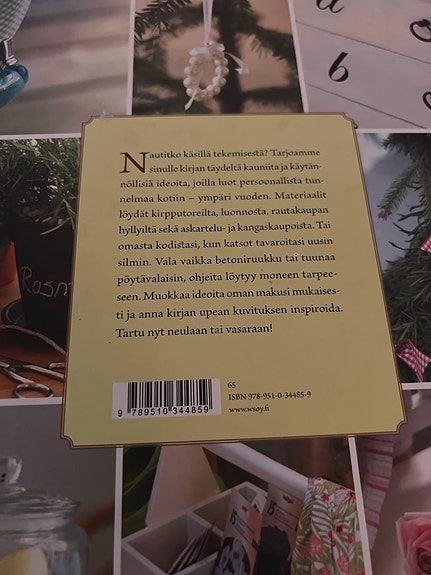 a
b
Nautitko käsillä tekemisestä? Tarjoamme
sinulle kirjan täydeltä kauniita ja käytän-
nöllisiä ideoita, joilla luot persoonallista tun-
nelmaa kotiin – ympäri vuoden. Materiaalit
löydät kirpputoreilta, luonnosta, rautakaupan
hyllyiltä sekä askartelu- ja kangaskaupoista. Tai
omasta kodistasi, kun katsot tavaroitasi uusin
silmin. Vala vaikka betoniruukku tai tuunaa
pöytävalaisin, ohjeita löytyy moneen tarpee-
seen. Muokkaa ideoita oman makusi mukaises-
ti ja anna kirjan upean kuvituksen inspiroida.
Tartu nyt neulaan tai vasaraan!
Rosm
65
ISBN 978-951-0-34485-9
www.wsoy.fi
9 789510 344859
15
15